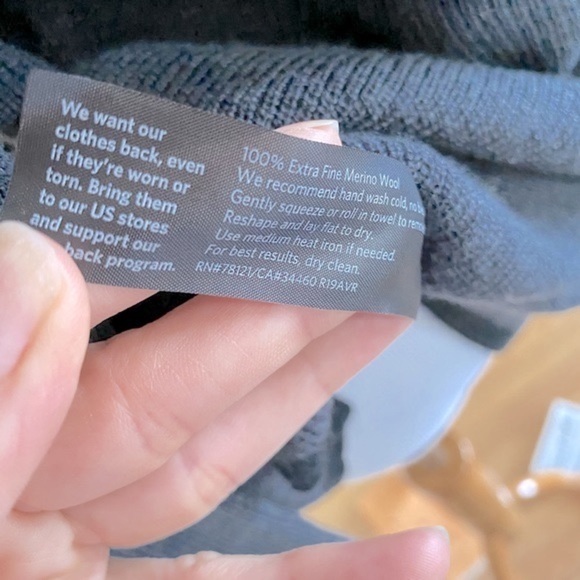 We want our
clothes back, even
if they're worn or
torn. Bring them
to our US stores
and support our
back program.
100% Extra Fine Merino Wool
We recommend hand wash cold, no
Gently squeeze or roll in towel to
Reshape and lay flat to dry.
Use medium heat iron if needed.
For best results, dry clean.
RN#78121/CA#34460 R19AVR